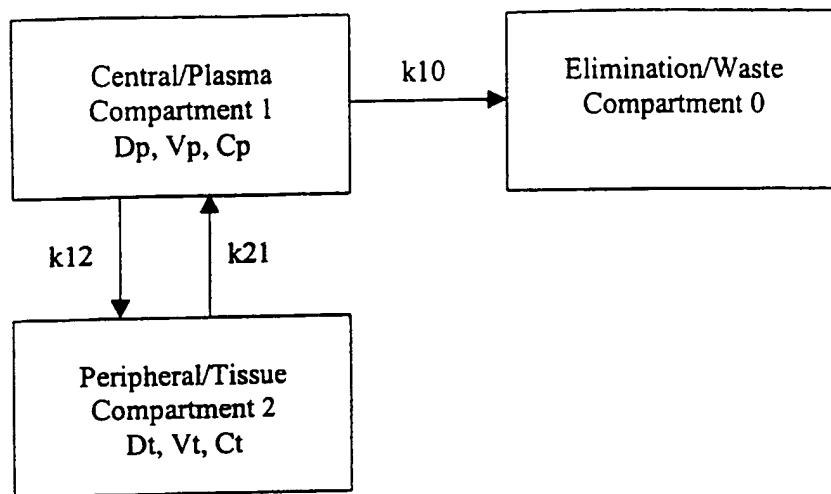 Central/Plasma
Compartment 1
Dp, Vp, Cp
k10
Elimination/Waste
Compartment 0
k12
k21
Peripheral/Tissue
Compartment 2
Dt, Vt, Ct